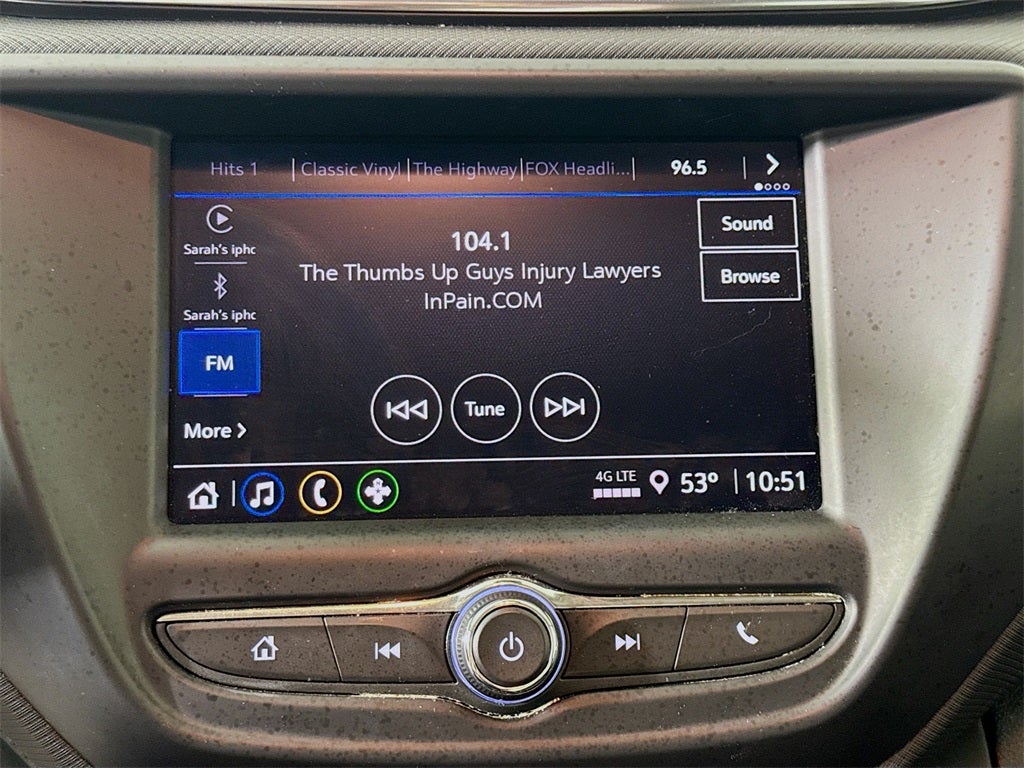 Hits 1 Classic Vinyl The Highway FOX Headli... 96.5
Sarah's iphc
104.1
Sound
The Thumbs Up Guys Injury Lawyers
Browse
InPain.COM
Sarah's iphc
FM
Tune
More
4G LTE
53° 10:51